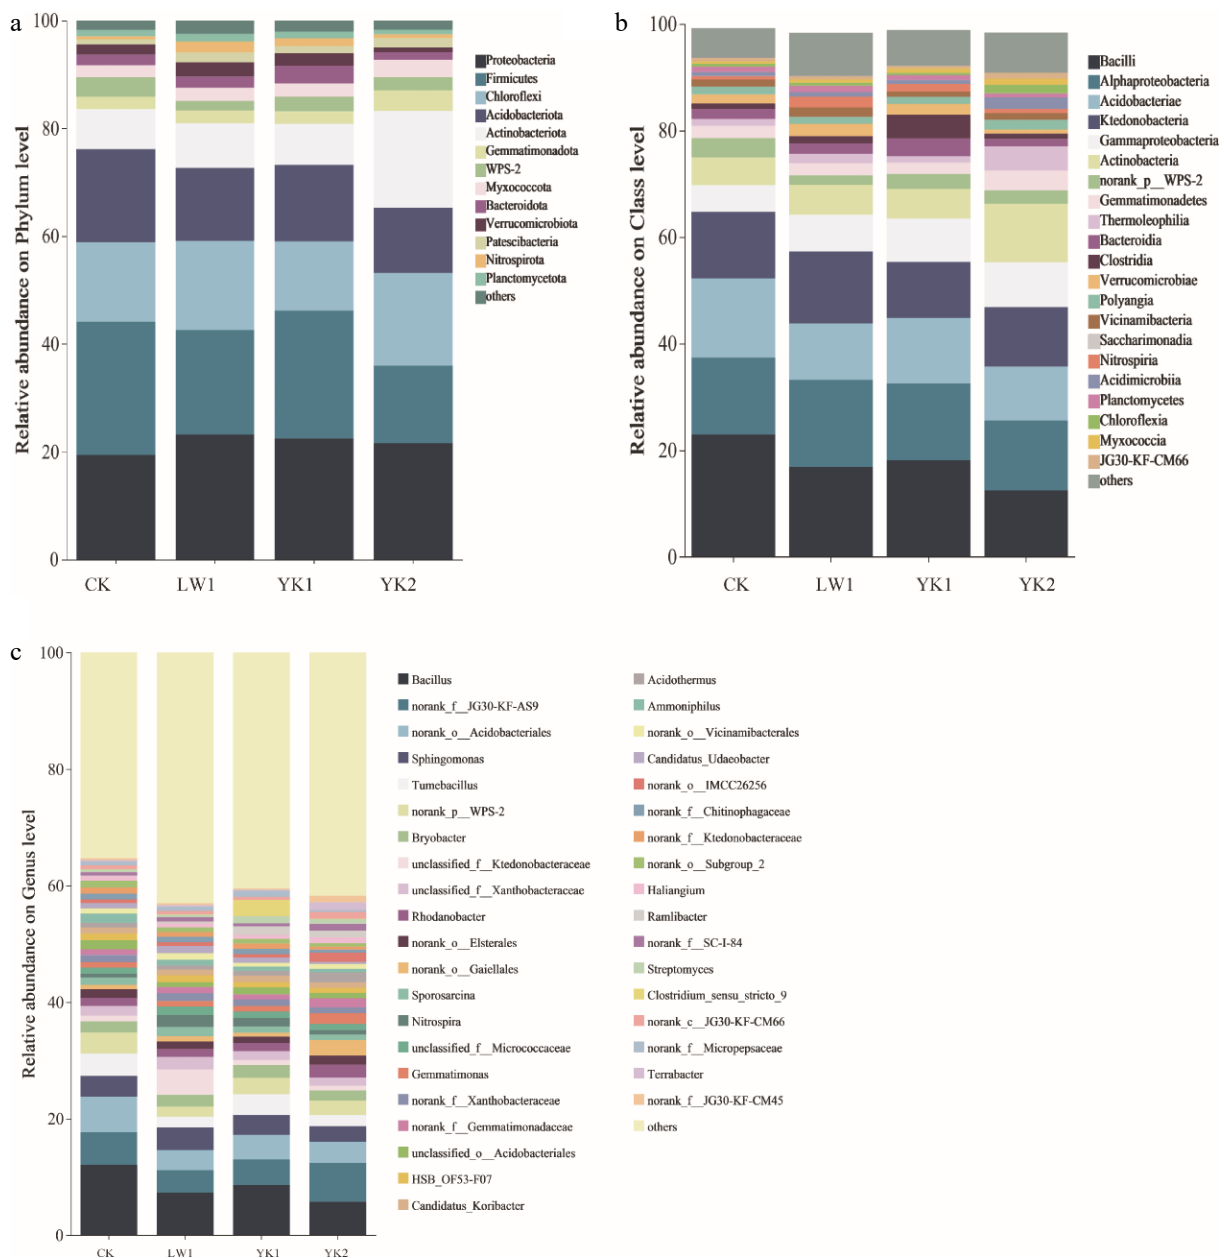 a
Relative abundance on Phylum level
100
80
60
40
20
0
CK
LW1
YK1
YK2
Proteobacteria
Firmicutes
Chloroflexi
Acidobacteriota
Actinobacteriota
Gemmatimonadota
WPS-2
Myxococcota
Bacteroidota
Verrucomicrobiota
Patescibacteria
Nitrospirota
Planctomycetota
others
b
Relative abundance on Class level
100
80
60
40
20
0
CK
LW1
YK1
YK2
Bacilli
Alphaproteobacteria
Acidobacteriae
Ktedonobacteria
Gammaproteobacteria
Actinobacteria
norank_p__WPS-2
Gemmatimonadetes
Thermoleophilia
Bacteroidia
Clostridia
Verrucomicrobiae
Polyangia
Vicinamibacteria
Saccharimonadia
Nitrospiria
Acidimicrobiia
Planctomycetes
Chloroflexia
Myxococcia
JG30-KF-CM66
others
c
Relative abundance on Genus level
100
80
60
40
20
0
CK
LW1
YK1
YK2
Bacillus
norank_f__JG30-KF-AS9
norank_o__Acidobacteriales
Sphingomonas
Tumebacillus
norank_p__WPS-2
Bryobacter
unclassified_f__Ktedonobacteraceae
unclassified_f__Xanthobacteraceae
Rhodanobacter
norank_o__Elsterales
norank_o__Gaiellales
Sporosarcina
Nitrospira
unclassified_f__Micrococcaceae
Gemmatimonas
norank_f__Xanthobacteraceae
norank_f__Gemmatimonadaceae
unclassified_o__Acidobacteriales
HSB_OF53-F07
Candidatus_Koribacter
Acidothermus
Ammoniphilus
norank_o__Vicinamibacterales
Candidatus_Udaeobacter
norank_o__IMCC26256
norank_f__Chitinophagaceae
norank_f__Ktedonobacteraceae
norank_o__Subgroup_2
Haliangium
Ramlibacter
norank_f__SC-I-84
Streptomyces
Clostridium_sensu_stricto_9
norank_c__JG30-KF-CM66
norank_f__Micropepsaceae
Terrabacter
norank_f__JG30-KF-CM45
others